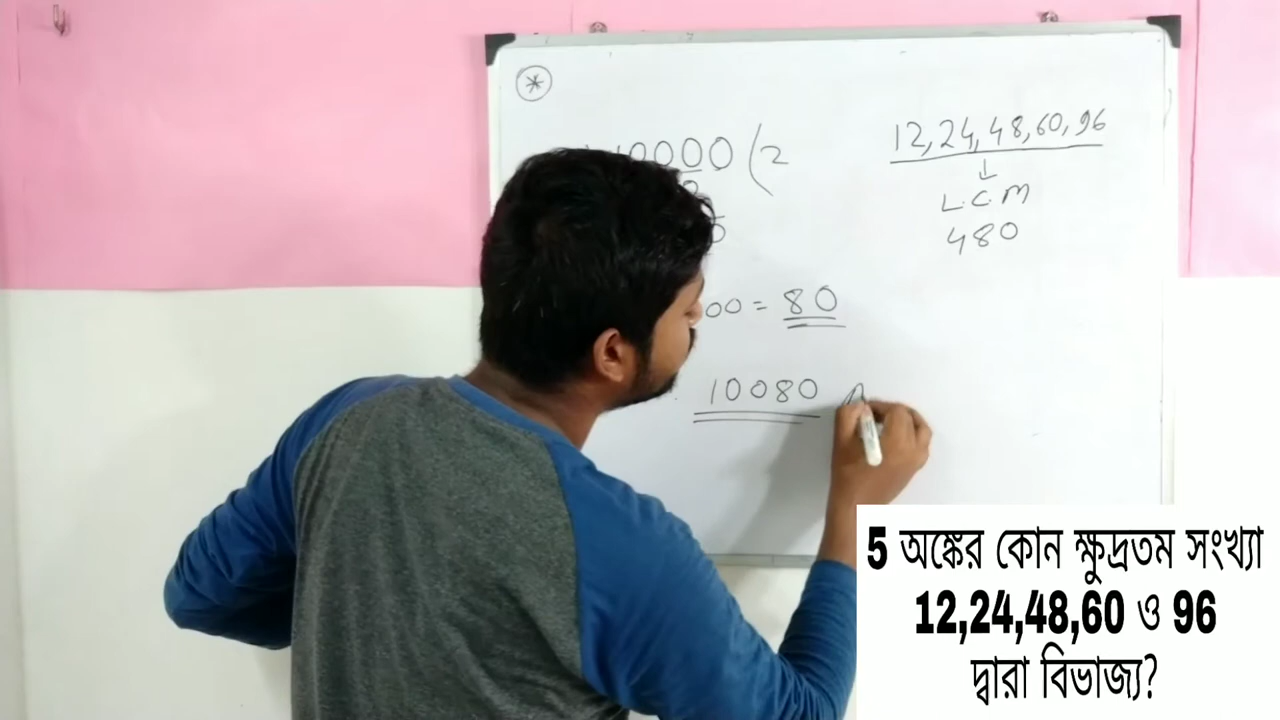 *
10000 ( 2
12, 24, 48, 60, 96
↓
L.C.M
480
00 = 80
10080
5 অঙ্কের কোন ক্ষুদ্রতম সংখ্যা
12,24,48,60 ও 96
দ্বারা বিভাজ্য?